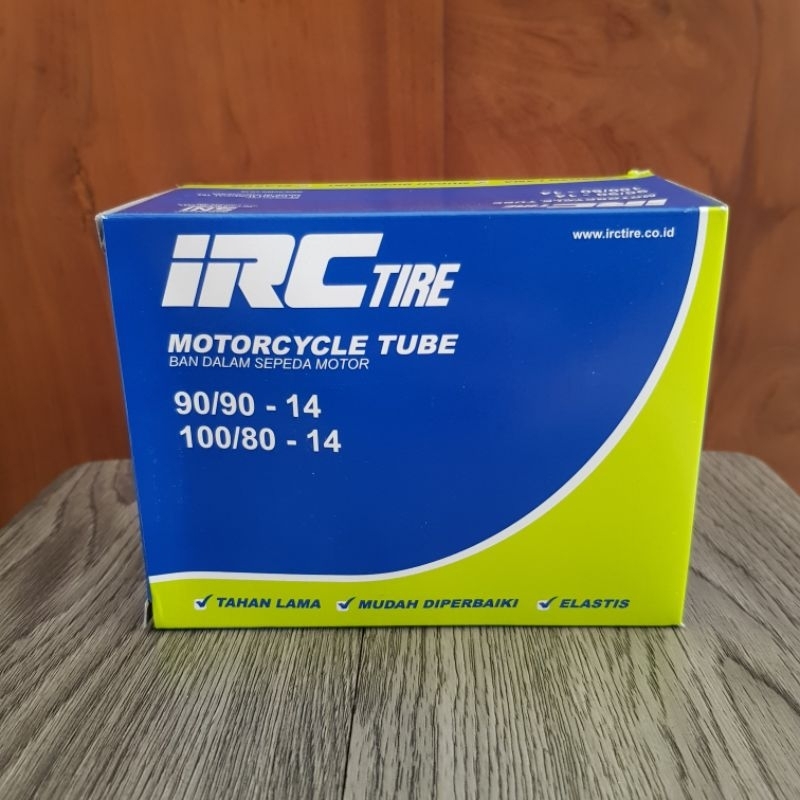 IRC TIRE
www.irctire.co.id
MOTORCYCLE TUBE
BAN DALAM SEPEDA MOTOR
90/90 - 14
100/80 - 14
TAHAN LAMA MUDAH DIPERBAIKI ELASTIS